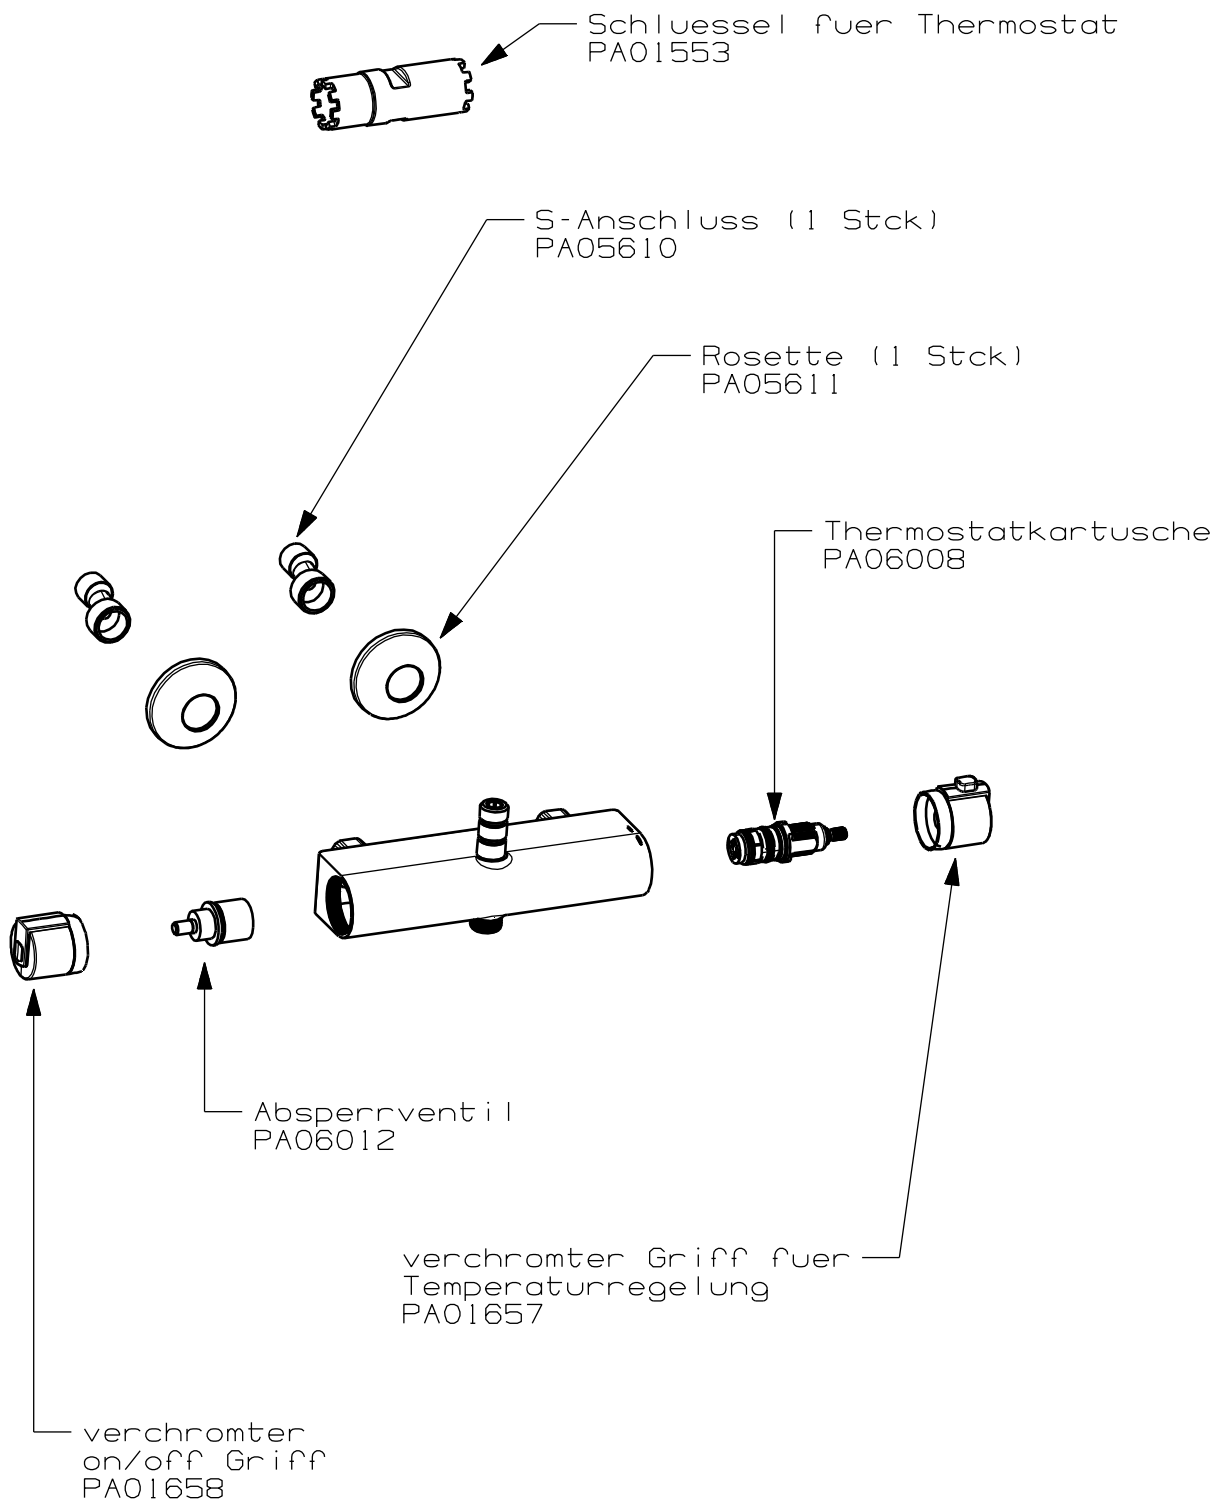 Schluessel fuer Thermostat
PA01553
S-Anschluss (1 Stck)
PA05610
Rosette (1 Stck)
PA05611
Thermostatkartusche
PA06008
Absperrventil
PA06012
verchromter Griff fuer
Temperaturregelung
PA01657
verchromter
on/off Griff
PA01658